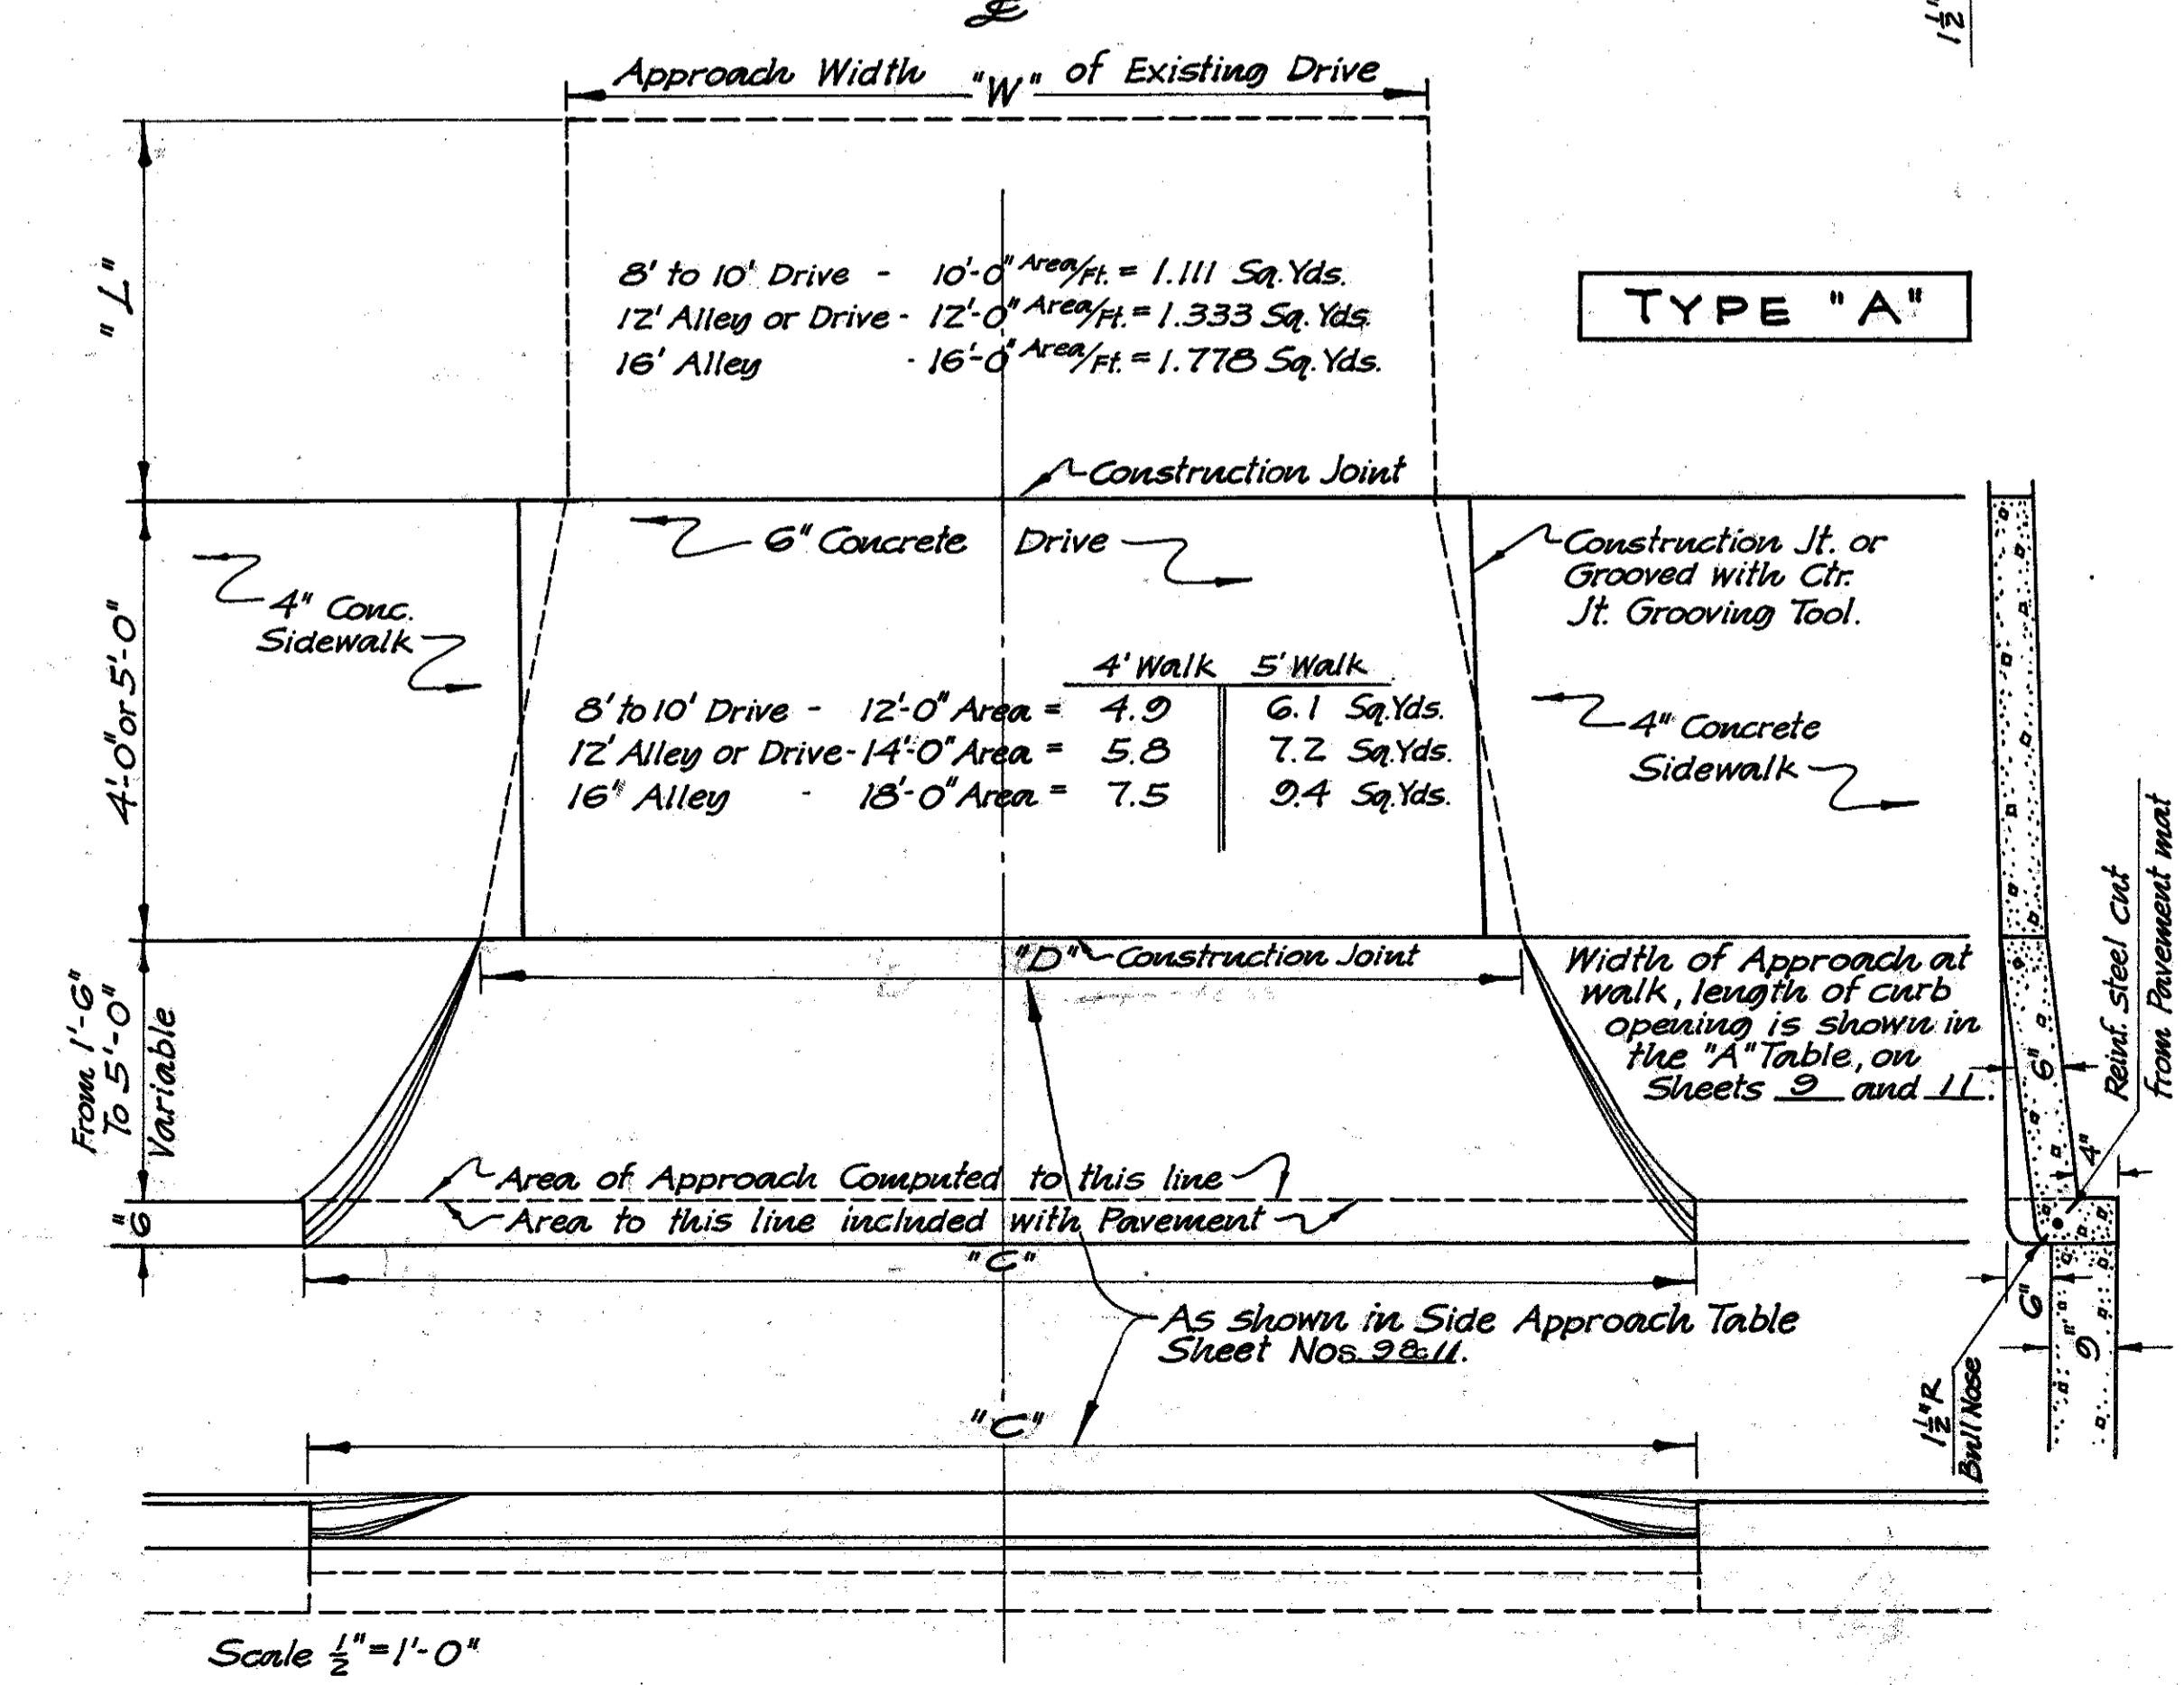 ℄
1½"
Approach Width "W" of Existing Drive
"L"
8' to 10' Drive - 10'-0" Area/Ft. = 1.111 Sq. Yds.
12' Alley or Drive - 12'-0" Area/Ft. = 1.333 Sq. Yds.
16' Alley - 16'-0" Area/Ft. = 1.778 Sq. Yds.
TYPE "A"
Construction Joint
6" Concrete Drive
Construction Jt. or
Grooved with Ctr.
Jt. Grooving Tool.
4" Conc.
Sidewalk
4'-0" or 5'-0"
4' Walk 5' Walk
8' to 10' Drive - 12'-0" Area = 4.9 6.1 Sq. Yds.
12' Alley or Drive - 14'-0" Area = 5.8 7.2 Sq. Yds.
16' Alley - 18'-0" Area = 7.5 9.4 Sq. Yds.
4" Concrete
Sidewalk
Reinf. steel cut
from Pavement mat
"D" Construction Joint
Width of Approach at
walk, length of curb
opening is shown in
the "A" Table, on
Sheets 9 and 11.
From 1'-6"
To 5'-0"
Variable
6"
4"
Area of Approach Computed to this line
Area to this line included with Pavement
6"
"C"
As shown in Side Approach Table
Sheet Nos. 9 & 11.
6"
9"
1½" R
Bull Nose
"C"
Scale ½" = 1'-0"